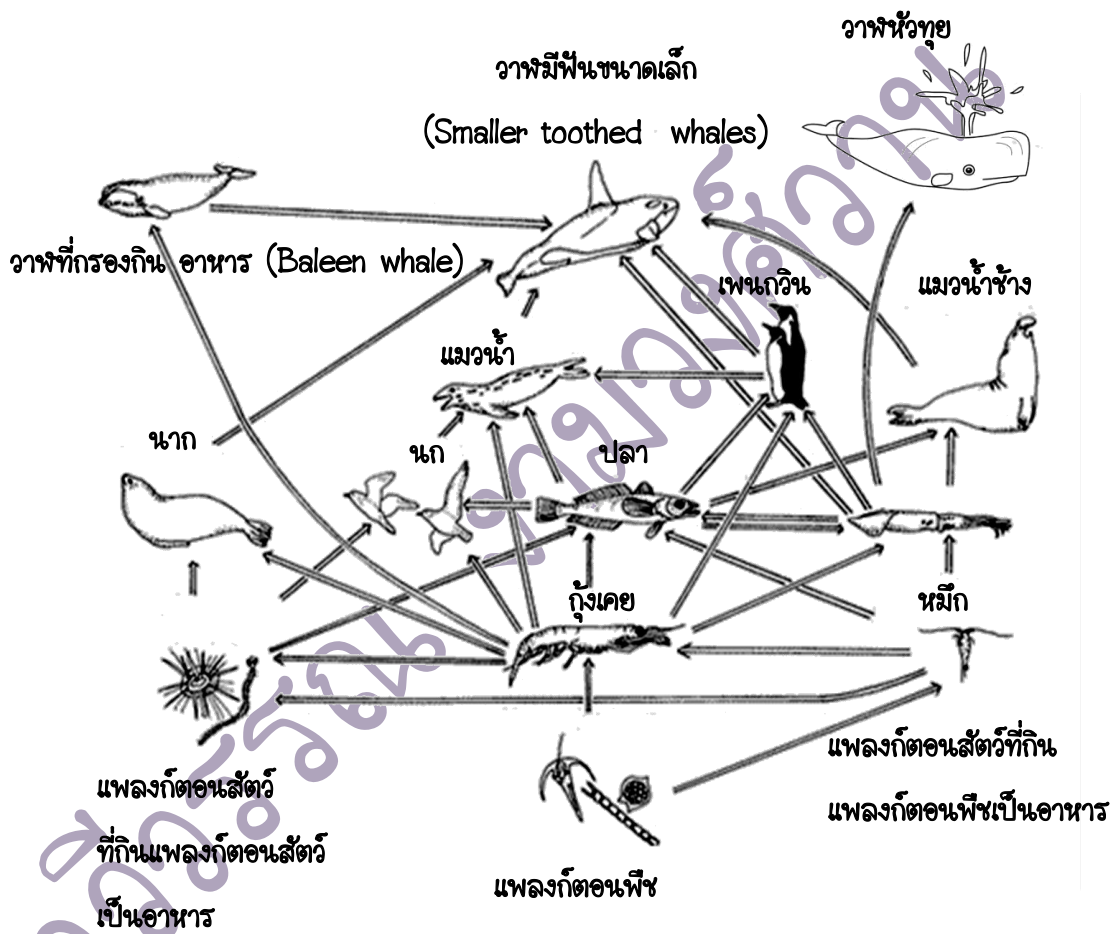 วาฬหัวทุย
วาฬมีฟันขนาดเล็ก
(Smaller toothed whales)
วาฬที่กรองกิน อาหาร (Baleen whale)
เพนกวิน
แมวน้ำช้าง
แมวน้ำ
นาก
นก
ปลา
กุ้งเคย
หมึก
แพลงก์ตอนสัตว์ที่กิน
แพลงก์ตอนพืชเป็นอาหาร
แพลงก์ตอนสัตว์
ที่กินแพลงก์ตอนสัตว์
เป็นอาหาร
แพลงก์ตอนพืช